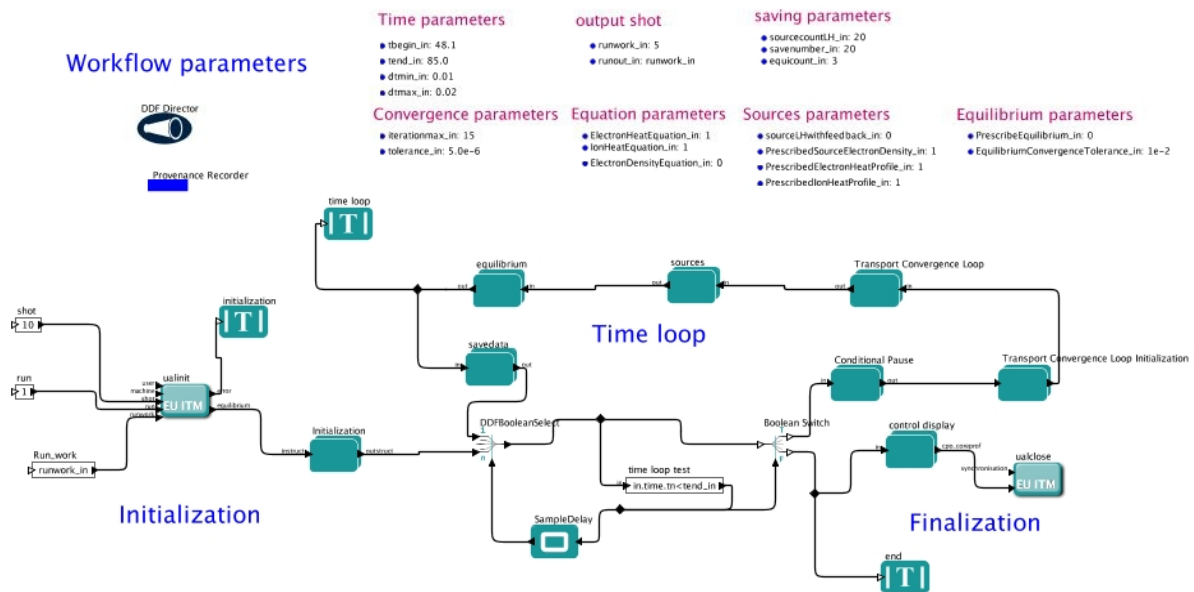 Time parameters
tbegin_in: 48.1
tend_in: 85.0
dtmin_in: 0.01
dtmax_in: 0.02
output shot
runwork_in: 5
runout_in: runwork_in
saving parameters
sourcecountLH_in: 20
savenumber_in: 20
equicount_in: 3
Workflow parameters
DDF Director
Provenance Recorder
Convergence parameters
iterationmax_in: 15
tolerance_in: 5.0e-6
Equation parameters
ElectronHeatEquation_in: 1
IonHeatEquation_in: 1
ElectronDensityEquation_in: 0
Sources parameters
sourceLHwithfeedback_in: 0
PrescribedSourceElectronDensity_in: 1
PrescribedElectronHeatProfile_in: 1
PrescribedIonHeatProfile_in: 1
Equilibrium parameters
PrescribeEquilibrium_in: 0
EquilibriumConvergenceTolerance_in: 1e-2
time loop
T
equilibrium
out
in
sources
out
in
Transport Convergence Loop
out
in
Time loop
shot
10
run
1
Run_work
runwork_in
initialization
T
ualinit
user
machine
shot
run
runwork
error
equilibrium
EU ITM
Initialization
instruct
outstruct
Initialization
savedata
in
out
DDFBooleanSelect
1
n
time loop test
in
in.time.tn<tend_in
SampleDelay
Boolean Switch
T
F
Conditional Pause
in
out
Transport Convergence Loop Initialization
control display
in
cpo_coreprof
ualclose
synchronisation
EU ITM
Finalization
end
T